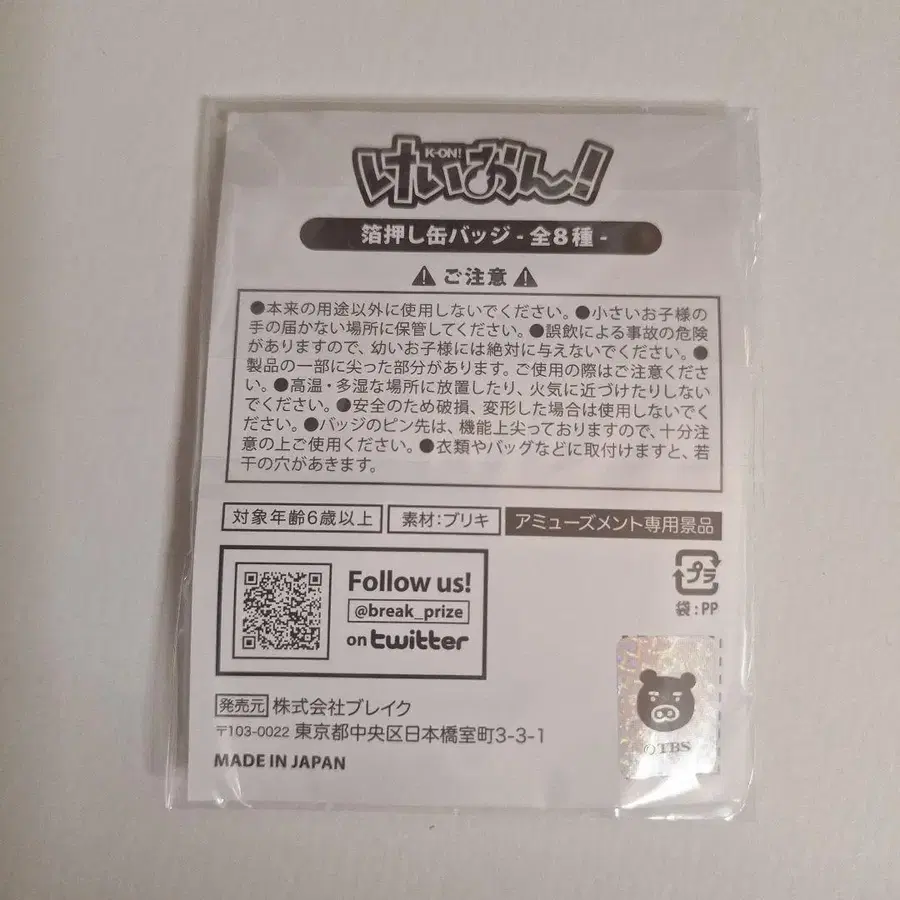 K-ON!
けいおん!
箔押し缶バッジ - 全8種 -
ご注意
●本来の用途以外に使用しないでください。●小さいお子様の
手の届かない場所に保管してください。●誤飲による事故の危険
がありますので、幼いお子様には絶対に与えないでください。●
製品の一部に尖った部分があります。ご使用の際はご注意くださ
い。●高温・多湿な場所に放置したり、火気に近づけたりしない
でください。●安全のため破損、変形した場合は使用しないでく
ださい。●バッジのピン先は、機能上尖っておりますので、十分注
意の上ご使用ください。●衣類やバッグなどに取付けますと、若
干の穴があきます。
対象年齢6歳以上 素材:ブリキ アミューズメント専用景品
プラ
袋:PP
Follow us!
@break_prize
on twitter
©TBS
発売元 株式会社ブレイク
〒103-0022 東京都中央区日本橋室町3-3-1
MADE IN JAPAN